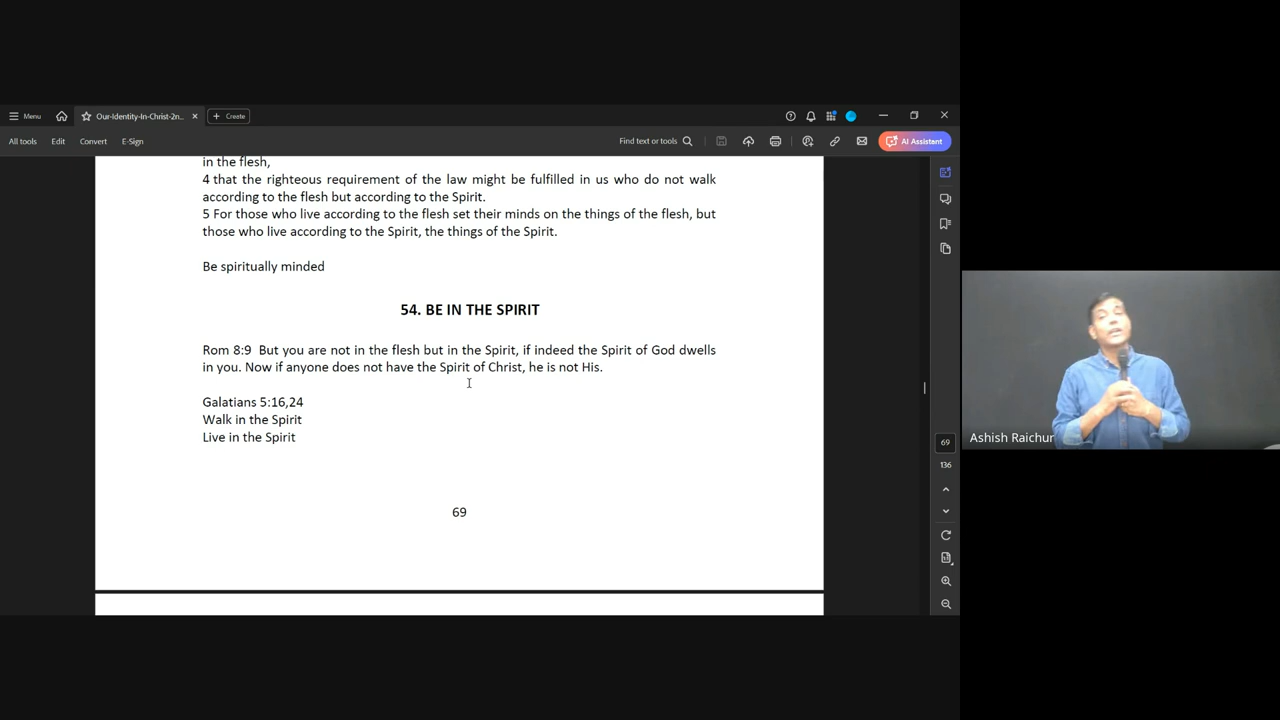 Menu
Our-Identity-In-Christ-2n...
Create
All tools Edit Convert E-Sign
Find text or tools
AI Assistant
in the flesh,
4 that the righteous requirement of the law might be fulfilled in us who do not walk
according to the flesh but according to the Spirit.
5 For those who live according to the flesh set their minds on the things of the flesh, but
those who live according to the Spirit, the things of the Spirit.
Be spiritually minded
54. BE IN THE SPIRIT
Rom 8:9 But you are not in the flesh but in the Spirit, if indeed the Spirit of God dwells
in you. Now if anyone does not have the Spirit of Christ, he is not His.
Galatians 5:16,24
Walk in the Spirit
Live in the Spirit
69
69
136
Ashish Raichur